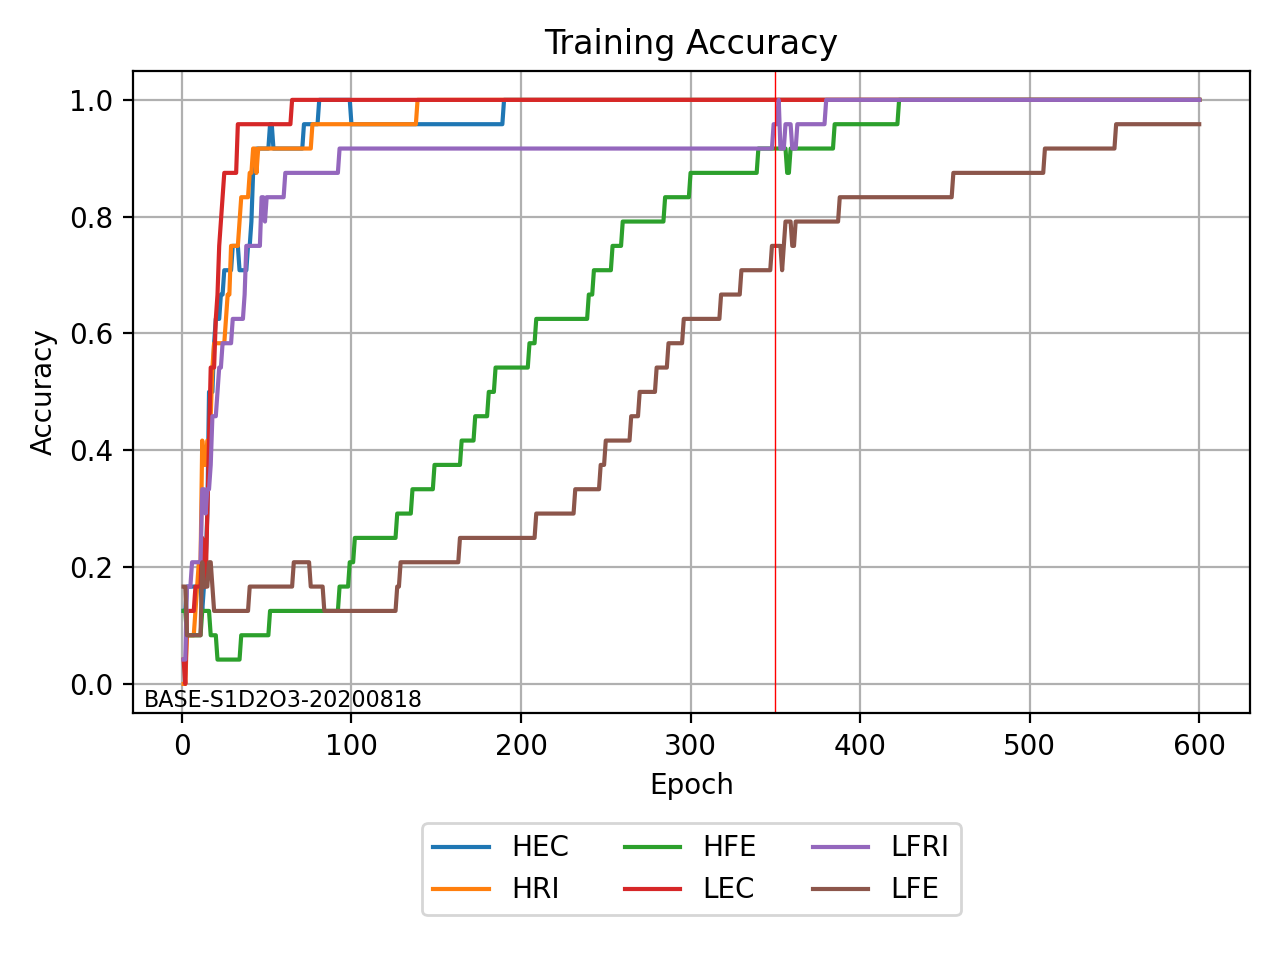 Training Accuracy
1.0
0.8
0.6
0.4
0.2
0.0
Accuracy
BASE-S1D2O3-20200818
0 100 200 300 400 500 600
Epoch
HEC HFE LFRI
HRI LEC LFE